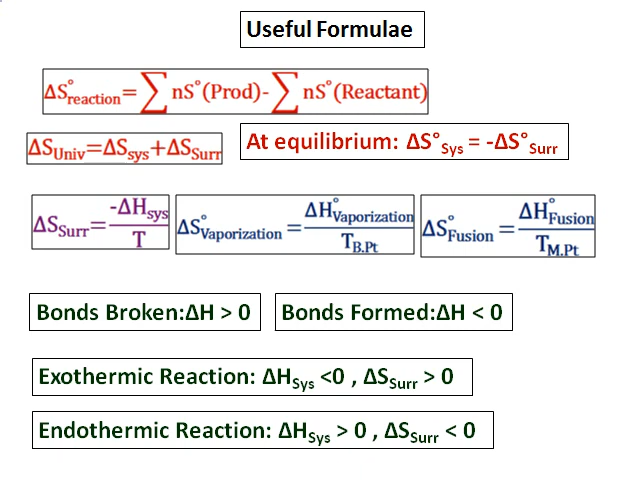 Useful Formulae
ΔS°reaction=∑ nS°(Prod)-∑ nS°(Reactant)
ΔSUniv=ΔSsys+ΔSSurr
At equilibrium: ΔS°Sys = -ΔS°Surr
ΔSSurr=-ΔHsys/T
ΔS°Vaporization = ΔH°Vaporization/TB.Pt
ΔS°Fusion = ΔH°Fusion/TM.Pt
Bonds Broken:ΔH > 0
Bonds Formed:ΔH < 0
Exothermic Reaction: ΔHSys <0 , ΔSSurr > 0
Endothermic Reaction: ΔHSys > 0 , ΔSSurr < 0